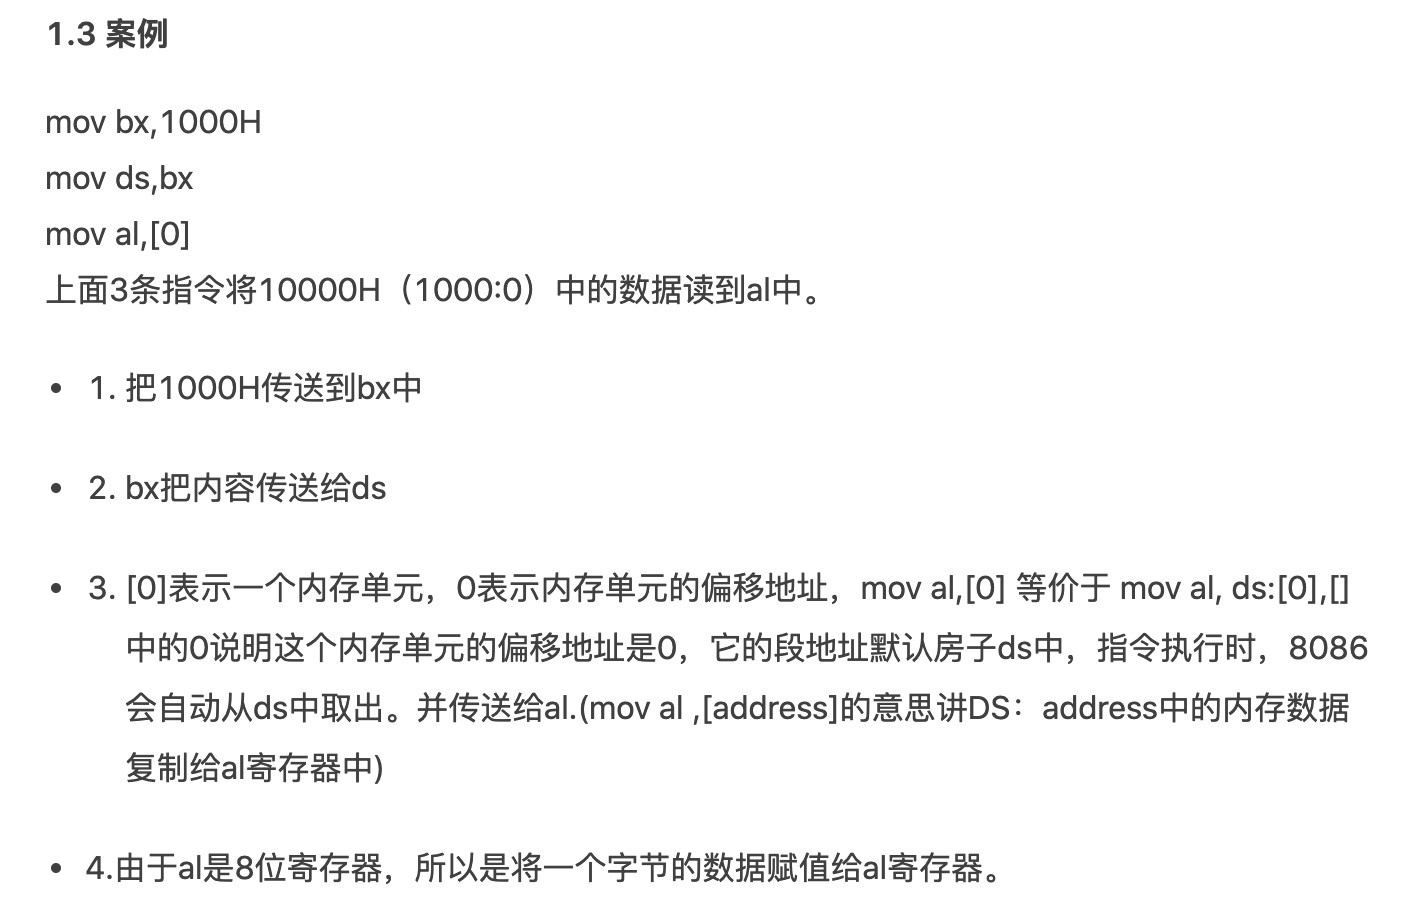 1.3 案例
mov bx,1000H
mov ds,bx
mov al,[0]
上面3条指令将10000H（1000:0）中的数据读到al中。
• 1. 把1000H传送到bx中
• 2. bx把内容传送给ds
• 3. [0]表示一个内存单元，0表示内存单元的偏移地址，mov al,[0] 等价于 mov al, ds:[0],[]
中的0说明这个内存单元的偏移地址是0，它的段地址默认房子ds中，指令执行时，8086
会自动从ds中取出。并传送给al.(mov al ,[address]的意思讲DS：address中的内存数据
复制给al寄存器中)
• 4.由于al是8位寄存器，所以是将一个字节的数据赋值给al寄存器。